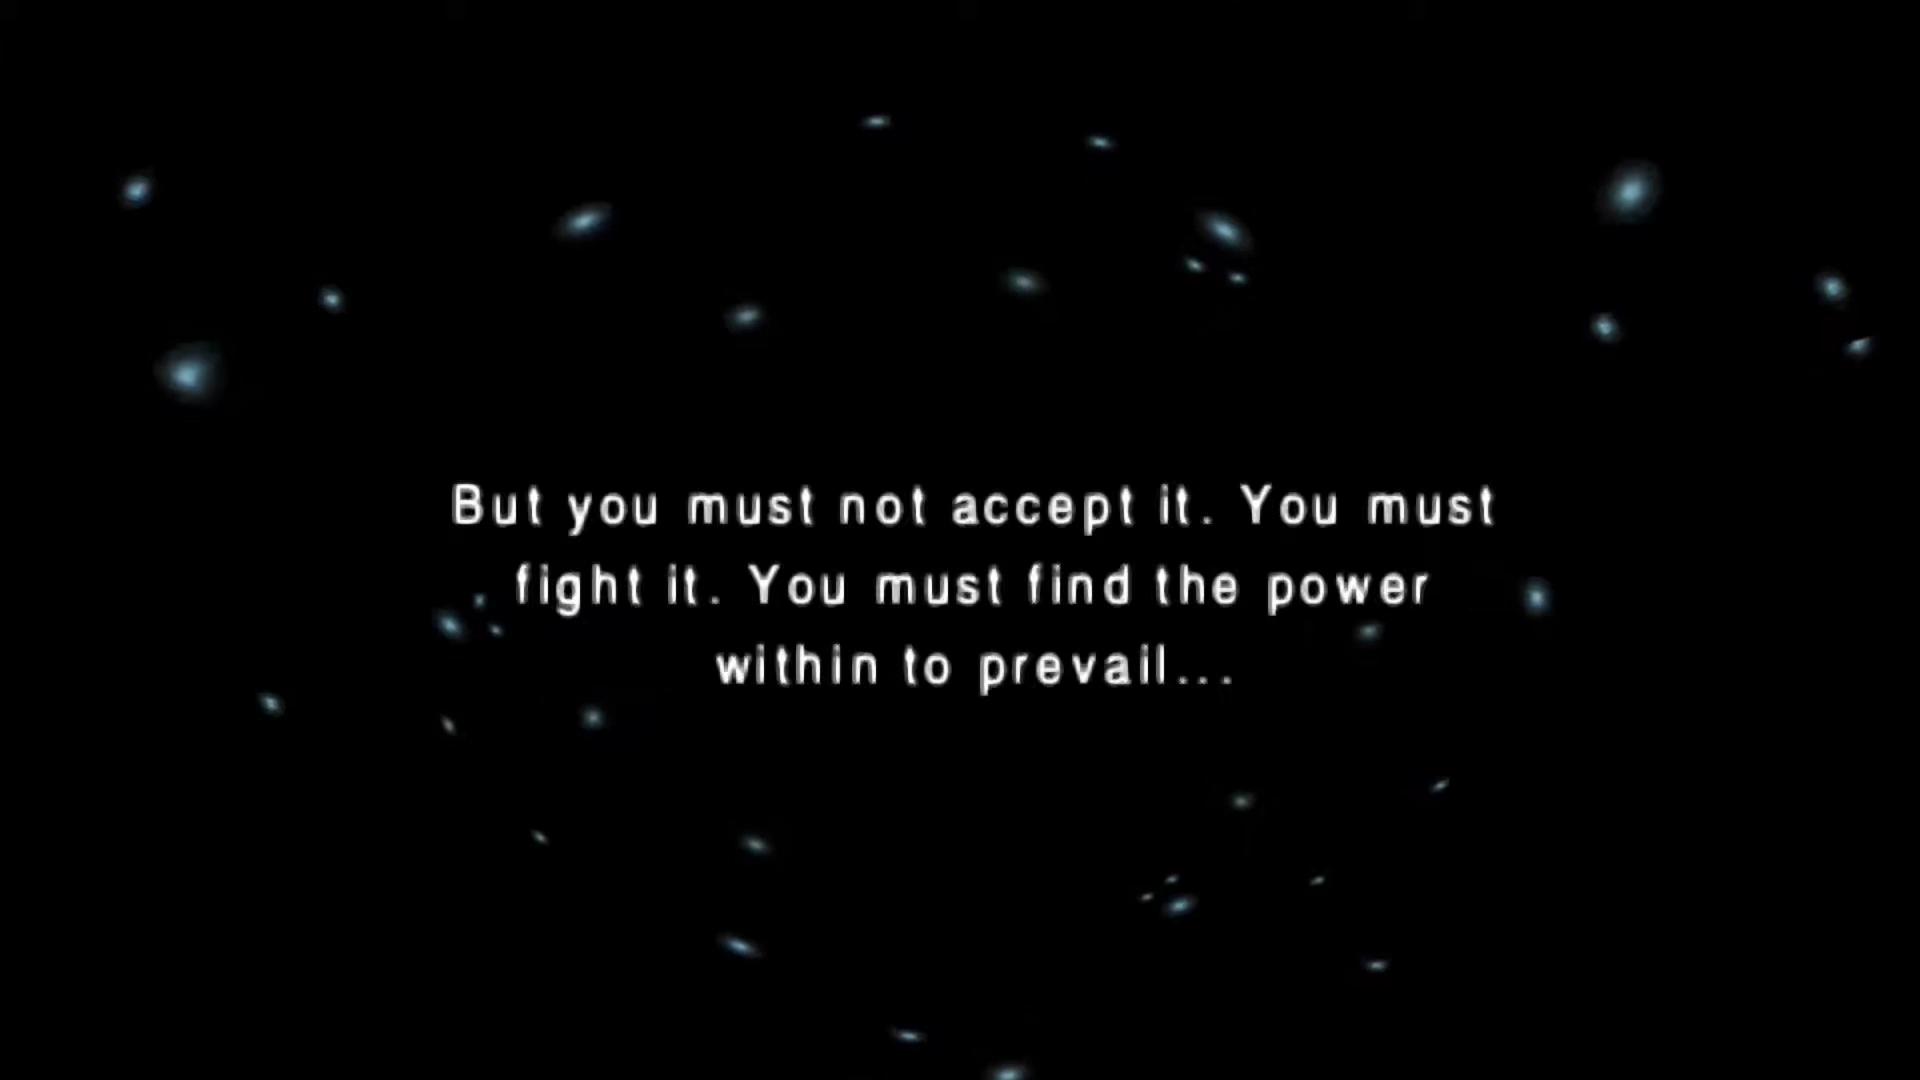 But you must not accept it. You must
fight it. You must find the power
within to prevail...